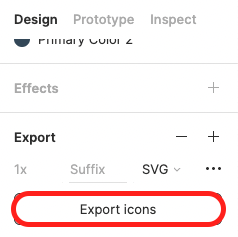 Design Prototype Inspect
Primary Color 2
Effects
Export
1x Suffix SVG
Export icons